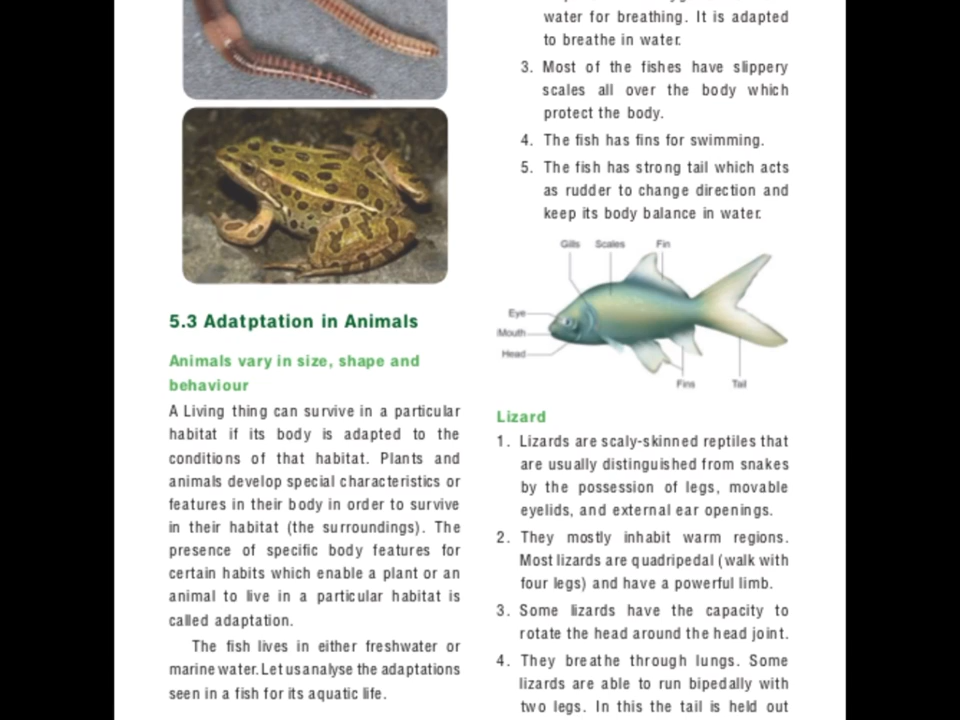 5.3 Adatptation in Animals
Animals vary in size, shape and
behaviour
A Living thing can survive in a particular
habitat if its body is adapted to the
conditions of that habitat. Plants and
animals develop special characteristics or
features in their body in order to survive
in their habitat (the surroundings). The
presence of specific body features for
certain habits which enable a plant or an
animal to live in a particular habitat is
called adaptation.
The fish lives in either freshwater or
marine water. Let us analyse the adaptations
seen in a fish for its aquatic life.
water for breathing. It is adapted
to breathe in water.
3. Most of the fishes have slippery
scales all over the body which
protect the body.
4. The fish has fins for swimming.
5. The fish has strong tail which acts
as rudder to change direction and
keep its body balance in water.
Gills Scales Fin
Eye
Mouth
Head
Fins Tail
Lizard
1. Lizards are scaly-skinned reptiles that
are usually distinguished from snakes
by the possession of legs, movable
eyelids, and external ear openings.
2. They mostly inhabit warm regions.
Most lizards are quadripedal (walk with
four legs) and have a powerful limb.
3. Some lizards have the capacity to
rotate the head around the head joint.
4. They breathe through lungs. Some
lizards are able to run bipedally with
two legs. In this the tail is held out